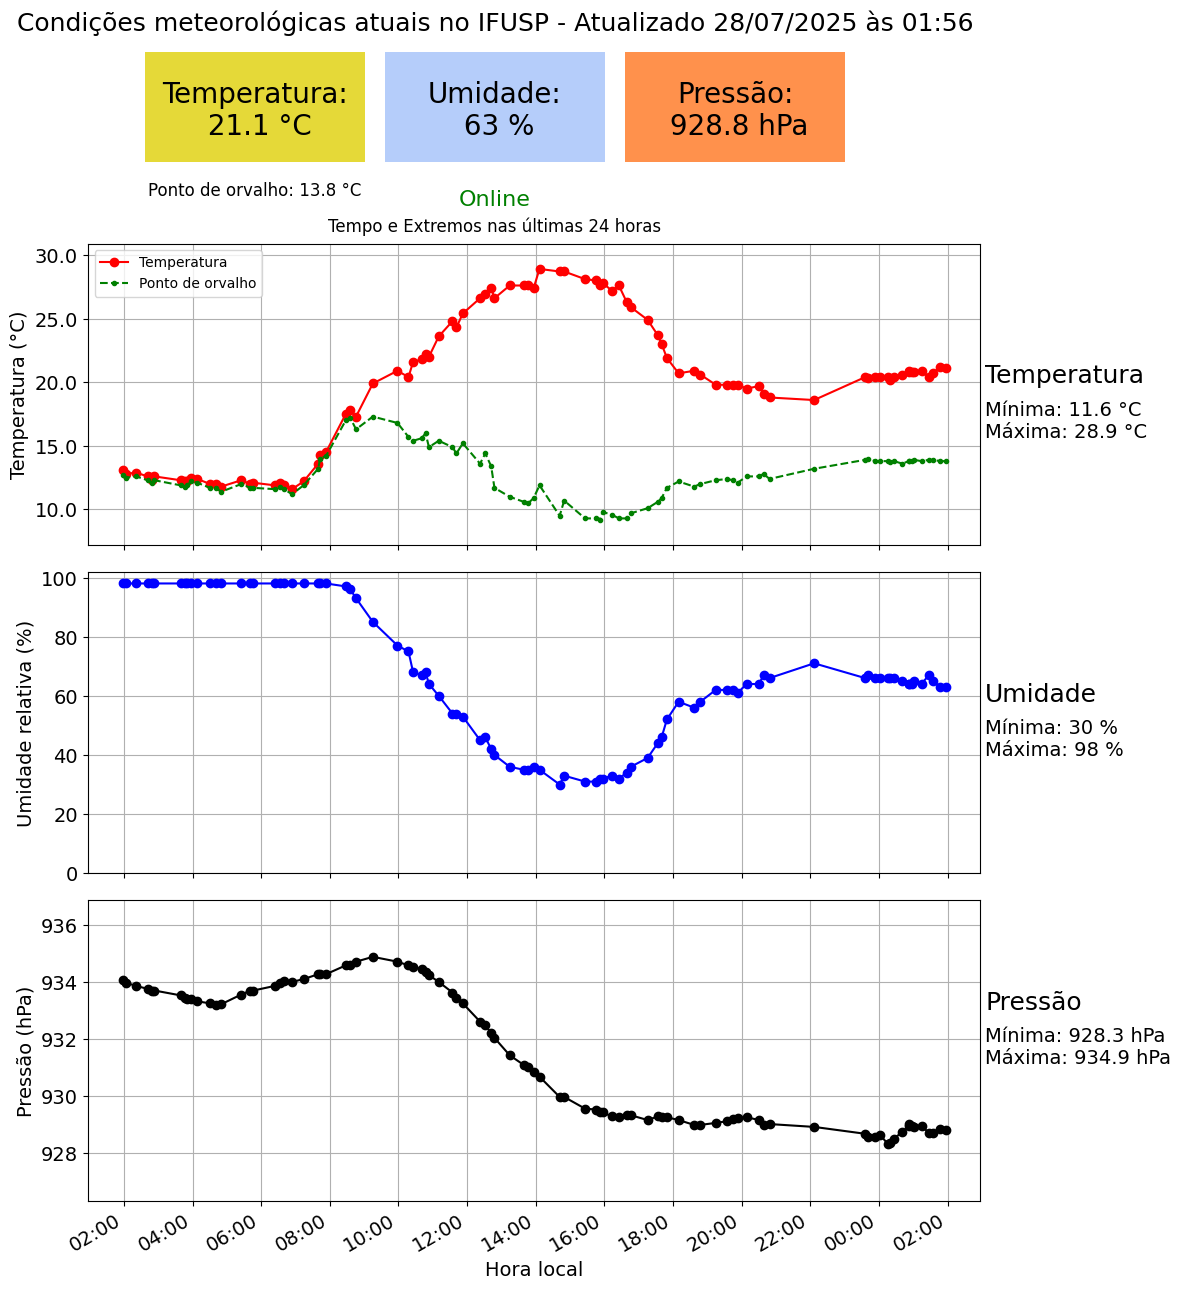 Condições meteorológicas atuais no IFUSP - Atualizado 28/07/2025 às 01:56
Temperatura:
21.1 °C
Umidade:
63 %
Pressão:
928.8 hPa
Ponto de orvalho: 13.8 °C
Online
Tempo e Extremos nas últimas 24 horas
Temperatura
Ponto de orvalho
Temperatura (°C)
30.0
25.0
20.0
15.0
10.0
Temperatura
Mínima: 11.6 °C
Máxima: 28.9 °C
Umidade relativa (%)
100
80
60
40
20
0
Umidade
Mínima: 30 %
Máxima: 98 %
Pressão (hPa)
936
934
932
930
928
Pressão
Mínima: 928.3 hPa
Máxima: 934.9 hPa
02:00
04:00
06:00
08:00
10:00
12:00
14:00
16:00
18:00
20:00
22:00
00:00
02:00
Hora local